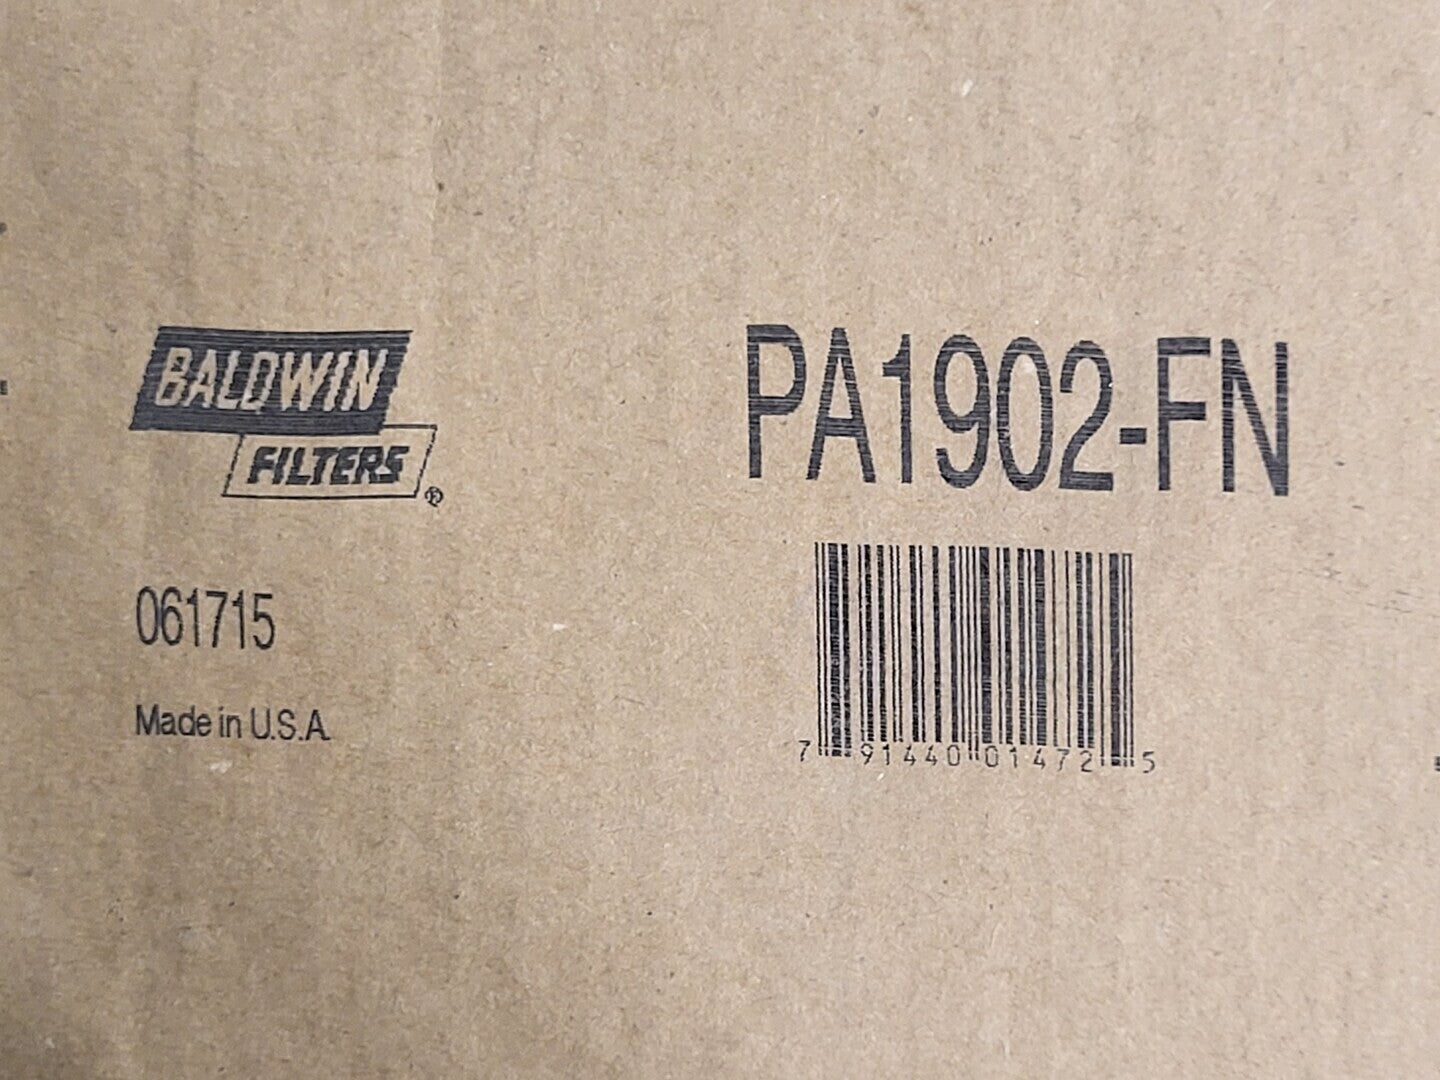 BALDWIN
FILTERS®
PA1902-FN
061715
Made in U.S.A.
7 91440 01472 5